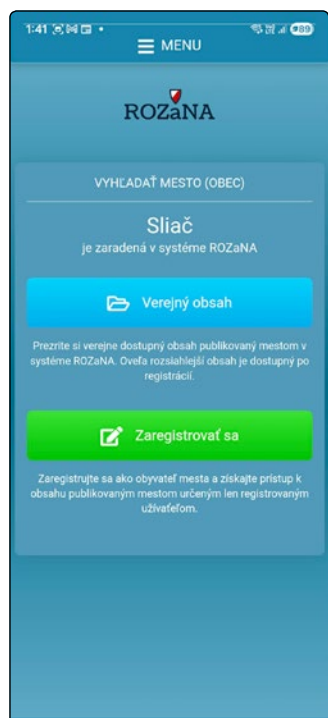 1:41
89
MENU
ROZaNA
VYHĽADAŤ MESTO (OBEC)
Sliač
je zaradená v systéme ROZaNA
Verejný obsah
Prezrite si verejne dostupný obsah publikovaný mestom v
systéme ROZaNA. Oveľa rozsiahlejší obsah je dostupný po
registrácií.
Zaregistrovať sa
Zaregistrujte sa ako obyvateľ mesta a získajte prístup k
obsahu publikovaným mestom určeným len registrovaným
užívateľom.